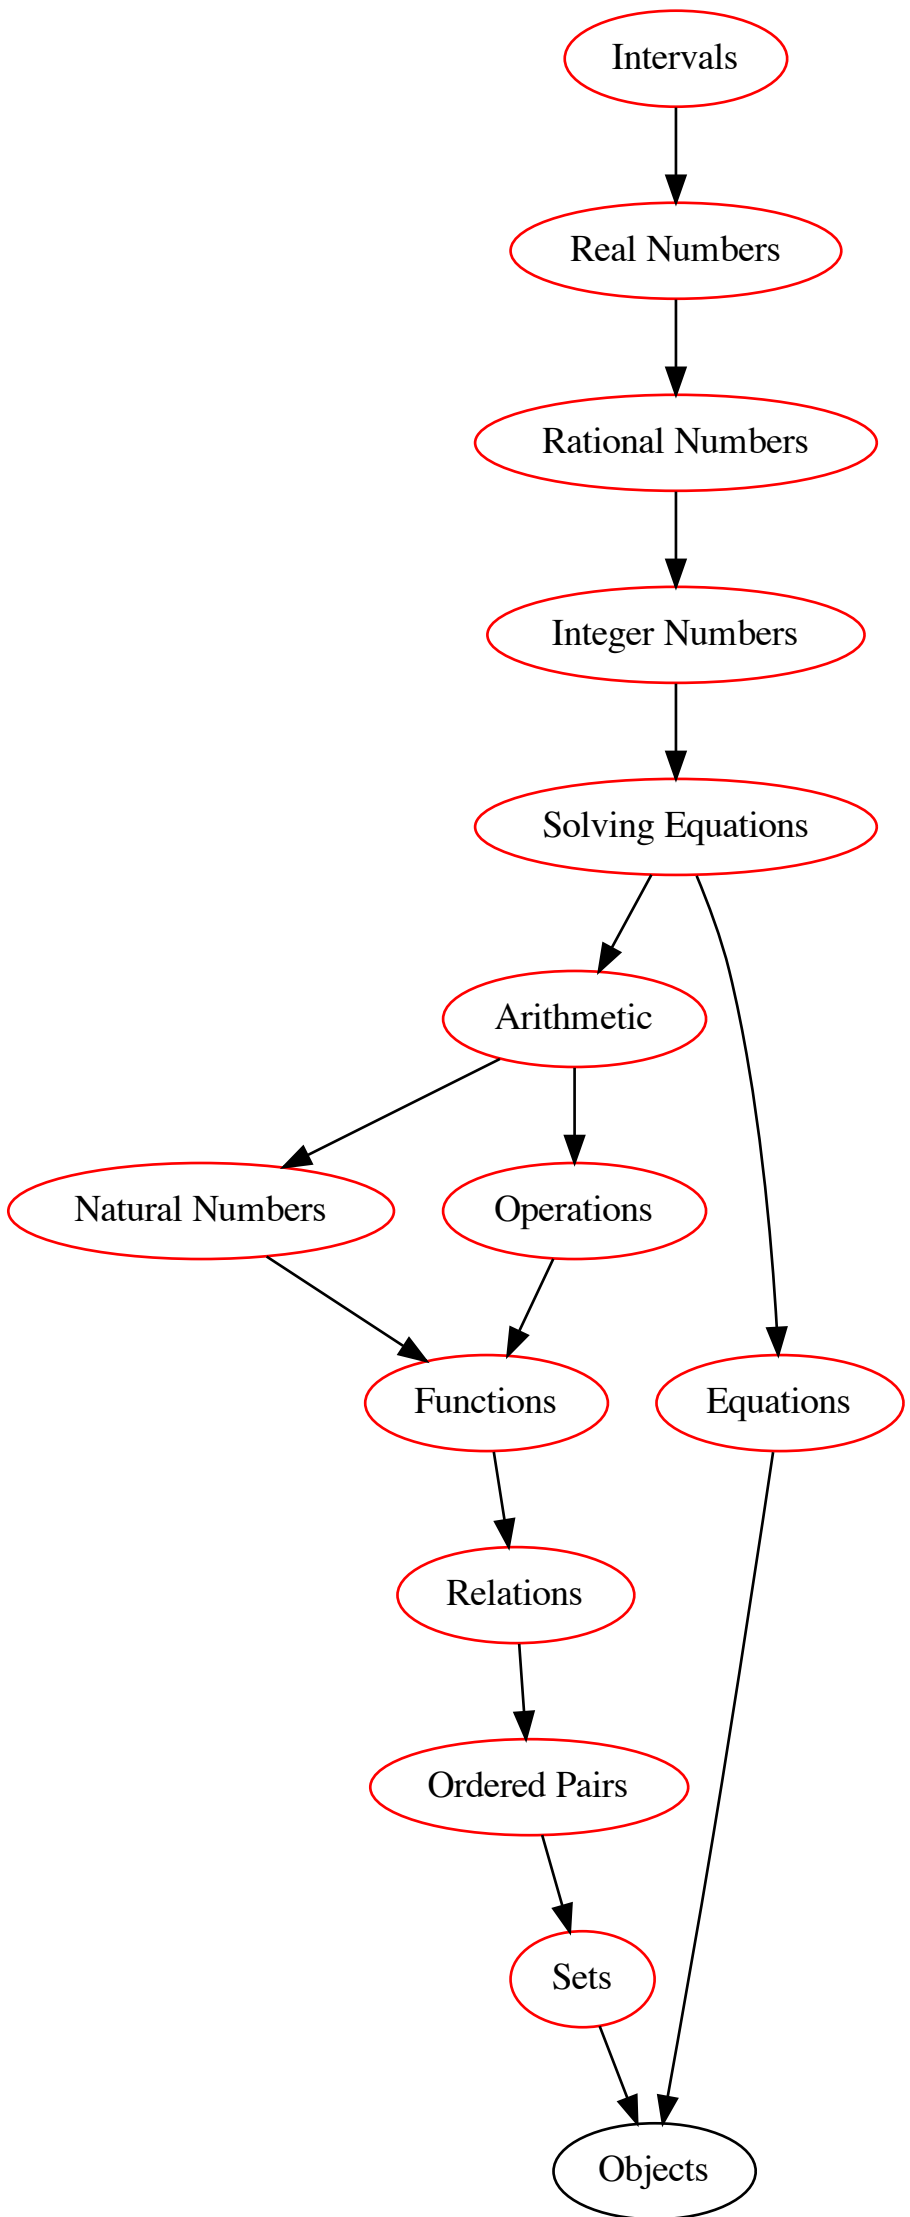 Intervals
Real Numbers
Rational Numbers
Integer Numbers
Solving Equations
Arithmetic
Natural Numbers
Operations
Functions
Equations
Relations
Ordered Pairs
Sets
Objects